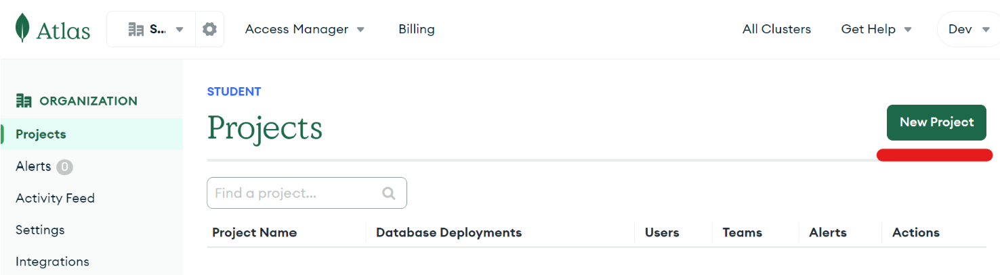 Atlas S... Access Manager Billing All Clusters Get Help Dev
ORGANIZATION
Projects
Alerts 0
Activity Feed
Settings
Integrations
STUDENT
Projects
New Project
Find a project...
Project Name Database Deployments Users Teams Alerts Actions